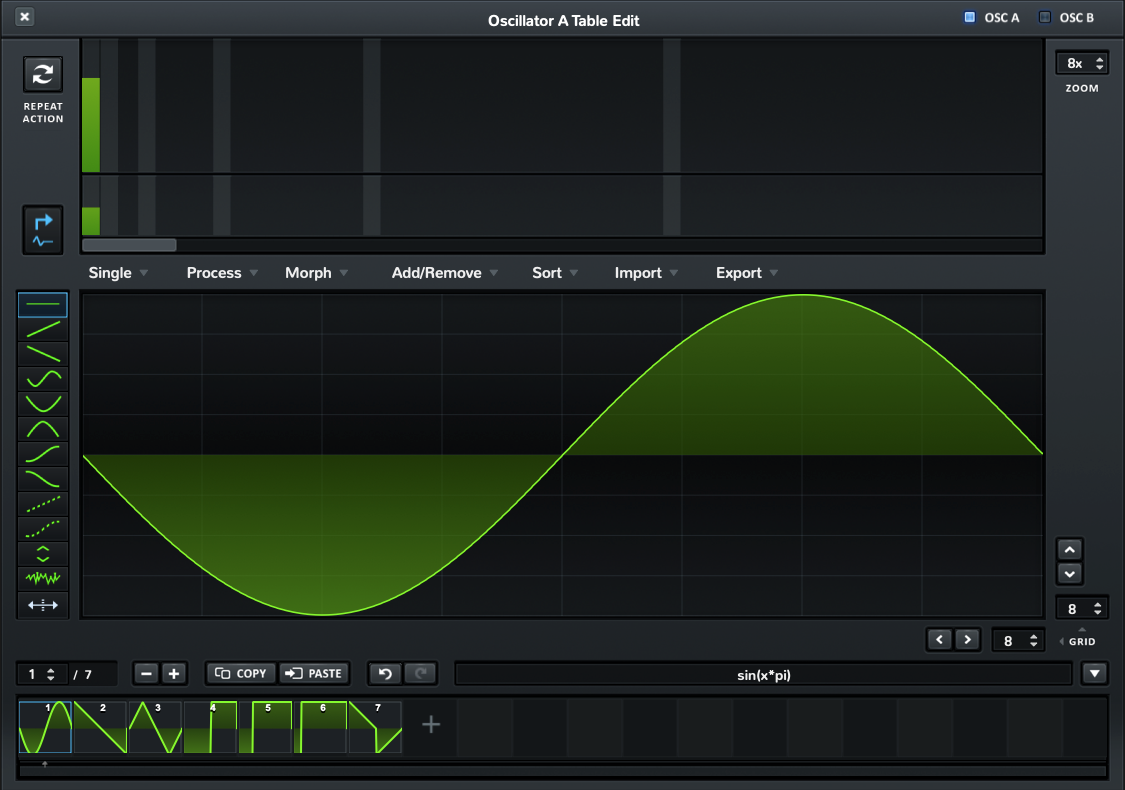 Oscillator A Table Edit
OSC A
OSC B
REPEAT
ACTION
8x
ZOOM
Single
Process
Morph
Add/Remove
Sort
Import
Export
8
8
GRID
1
/ 7
COPY
PASTE
sin(x*pi)
1
2
3
4
5
6
7